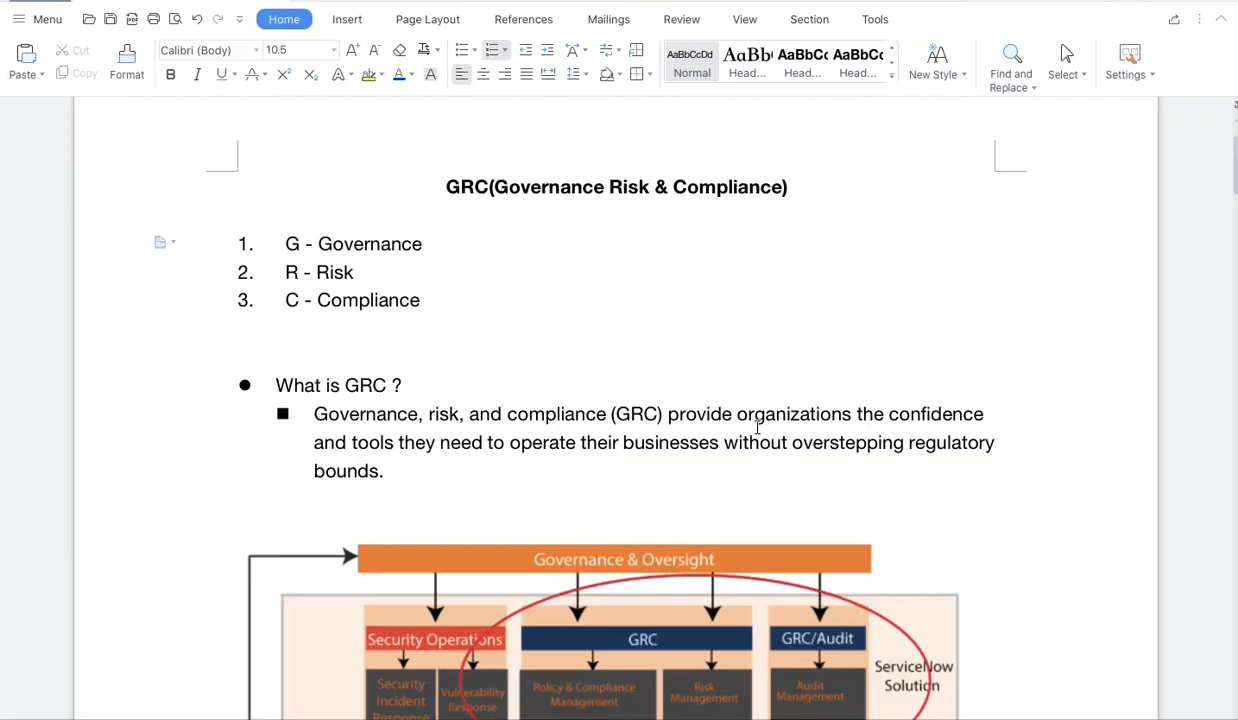 Menu Home Insert Page Layout References Mailings Review View Section Tools
Paste Cut Copy Format Calibri (Body) 10.5 AaBbCcDd Normal AaBb Head... AaBbCc Head... AaBbCc Head... New Style Find and Replace Select Settings
GRC(Governance Risk & Compliance)
1. G - Governance
2. R - Risk
3. C - Compliance
● What is GRC ?
■ Governance, risk, and compliance (GRC) provide organizations the confidence
and tools they need to operate their businesses without overstepping regulatory
bounds.
Governance & Oversight
Security Operations GRC GRC/Audit
ServiceNow
Solution
Security
Incident
Response
Vulnerability
Response
Policy & Compliance
Management
Risk
Management
Audit
Management